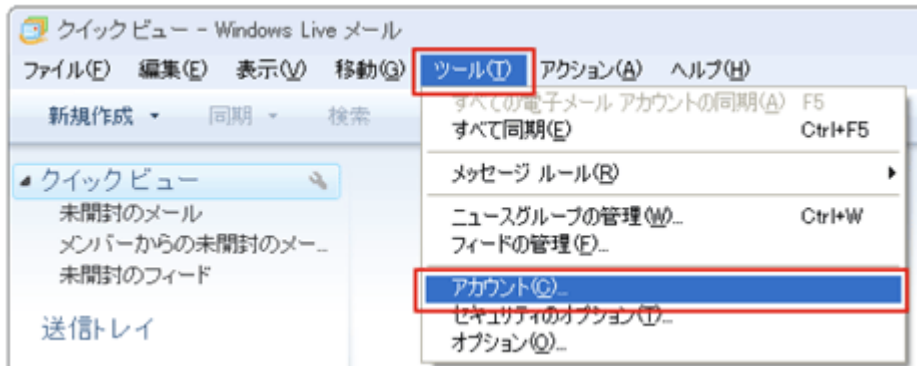 クイック ビュー - Windows Live メール
ファイル(F) 編集(E) 表示(V) 移動(G) ツール(T) アクション(A) ヘルプ(H)
新規作成 同期 検索
すべての電子メール アカウントの同期(A) F5
すべて同期(E) Ctrl+F5
メッセージ ルール(R)
ニュースグループの管理(W)... Ctrl+W
フィードの管理(F)...
アカウント(C)...
セキュリティのオプション(T)...
オプション(O)...
クイック ビュー
未開封のメール
メンバーからの未開封のメー...
未開封のフィード
送信トレイ